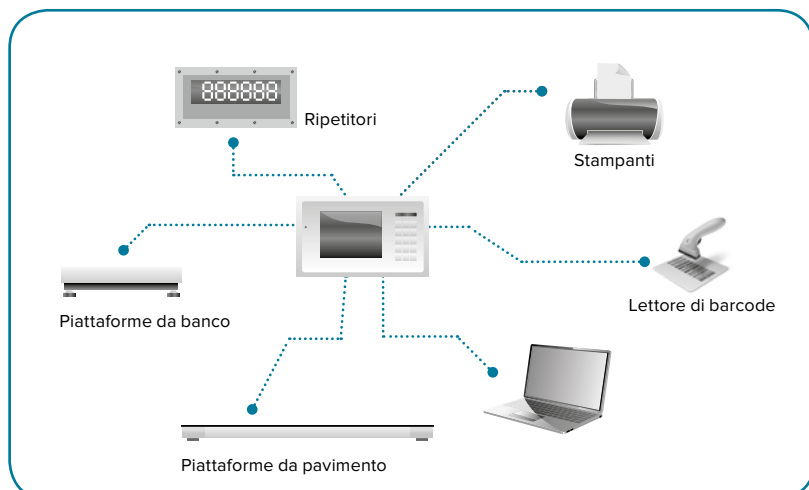 888888
Ripetitori
Stampanti
Piattaforme da banco
Lettore di barcode
Piattaforme da pavimento